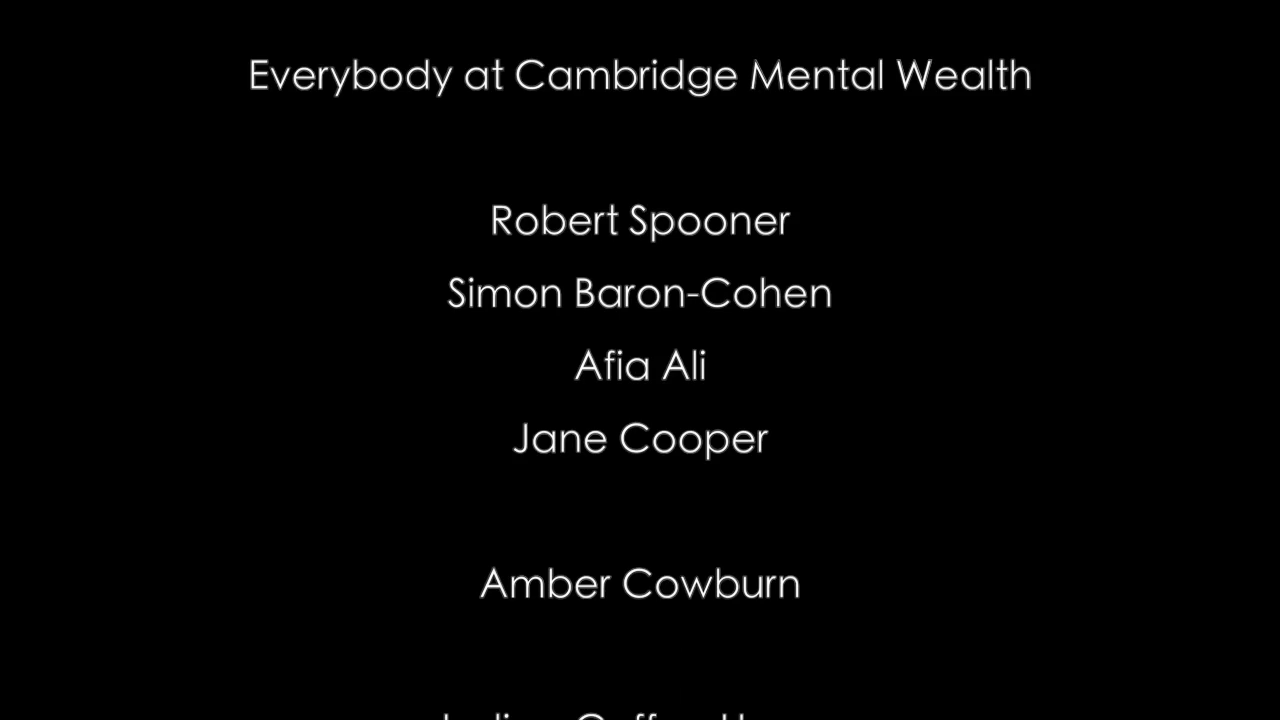 Everybody at Cambridge Mental Wealth
Robert Spooner
Simon Baron-Cohen
Afia Ali
Jane Cooper
Amber Cowburn